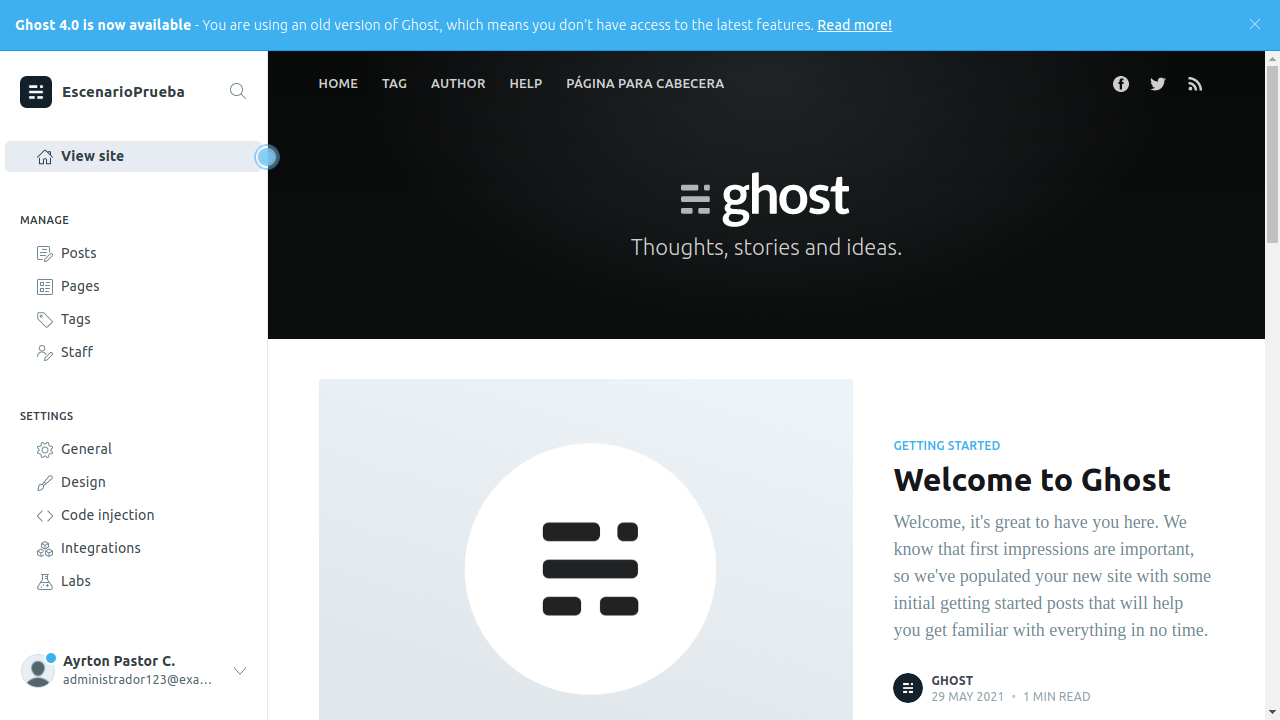 Ghost 4.0 is now available - You are using an old version of Ghost, which means you don't have access to the latest features. Read more!
EscenarioPrueba
View site
MANAGE
Posts
Pages
Tags
Staff
SETTINGS
General
Design
Code injection
Integrations
Labs
Ayrton Pastor C.
administrador123@exa...
HOME TAG AUTHOR HELP PÁGINA PARA CABECERA
ghost
Thoughts, stories and ideas.
GETTING STARTED
Welcome to Ghost
Welcome, it's great to have you here. We
know that first impressions are important,
so we've populated your new site with some
initial getting started posts that will help
you get familiar with everything in no time.
GHOST
29 MAY 2021 • 1 MIN READ